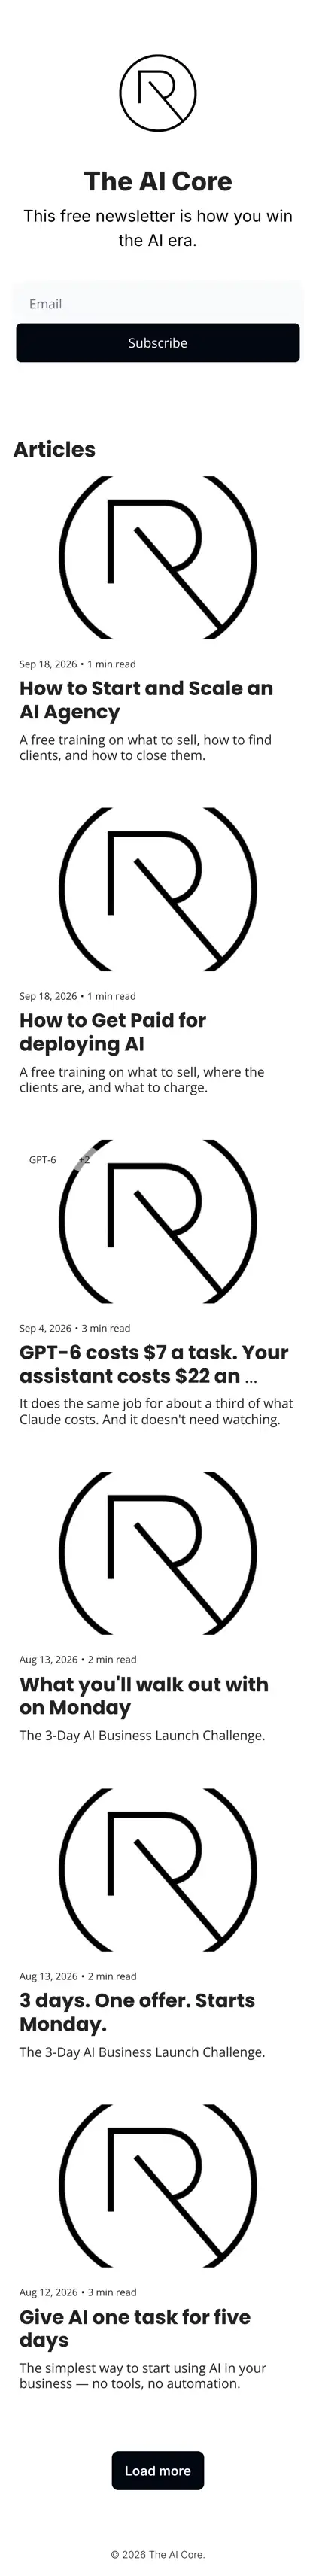 The AI Core
This free newsletter is how you win
the AI era.
Email
Subscribe
Articles
Sep 18, 2026 • 1 min read
How to Start and Scale an
AI Agency
A free training on what to sell, how to find
clients, and how to close them.
Sep 18, 2026 • 1 min read
How to Get Paid for
deploying AI
A free training on what to sell, where the
clients are, and what to charge.
GPT-6 +2
Sep 4, 2026 • 3 min read
GPT-6 costs $7 a task. Your
assistant costs $22 an ...
It does the same job for about a third of what
Claude costs. And it doesn't need watching.
Aug 13, 2026 • 2 min read
What you'll walk out with
on Monday
The 3-Day AI Business Launch Challenge.
Aug 13, 2026 • 2 min read
3 days. One offer. Starts
Monday.
The 3-Day AI Business Launch Challenge.
Aug 12, 2026 • 3 min read
Give AI one task for five
days
The simplest way to start using AI in your
business — no tools, no automation.
Load more
© 2026 The AI Core.